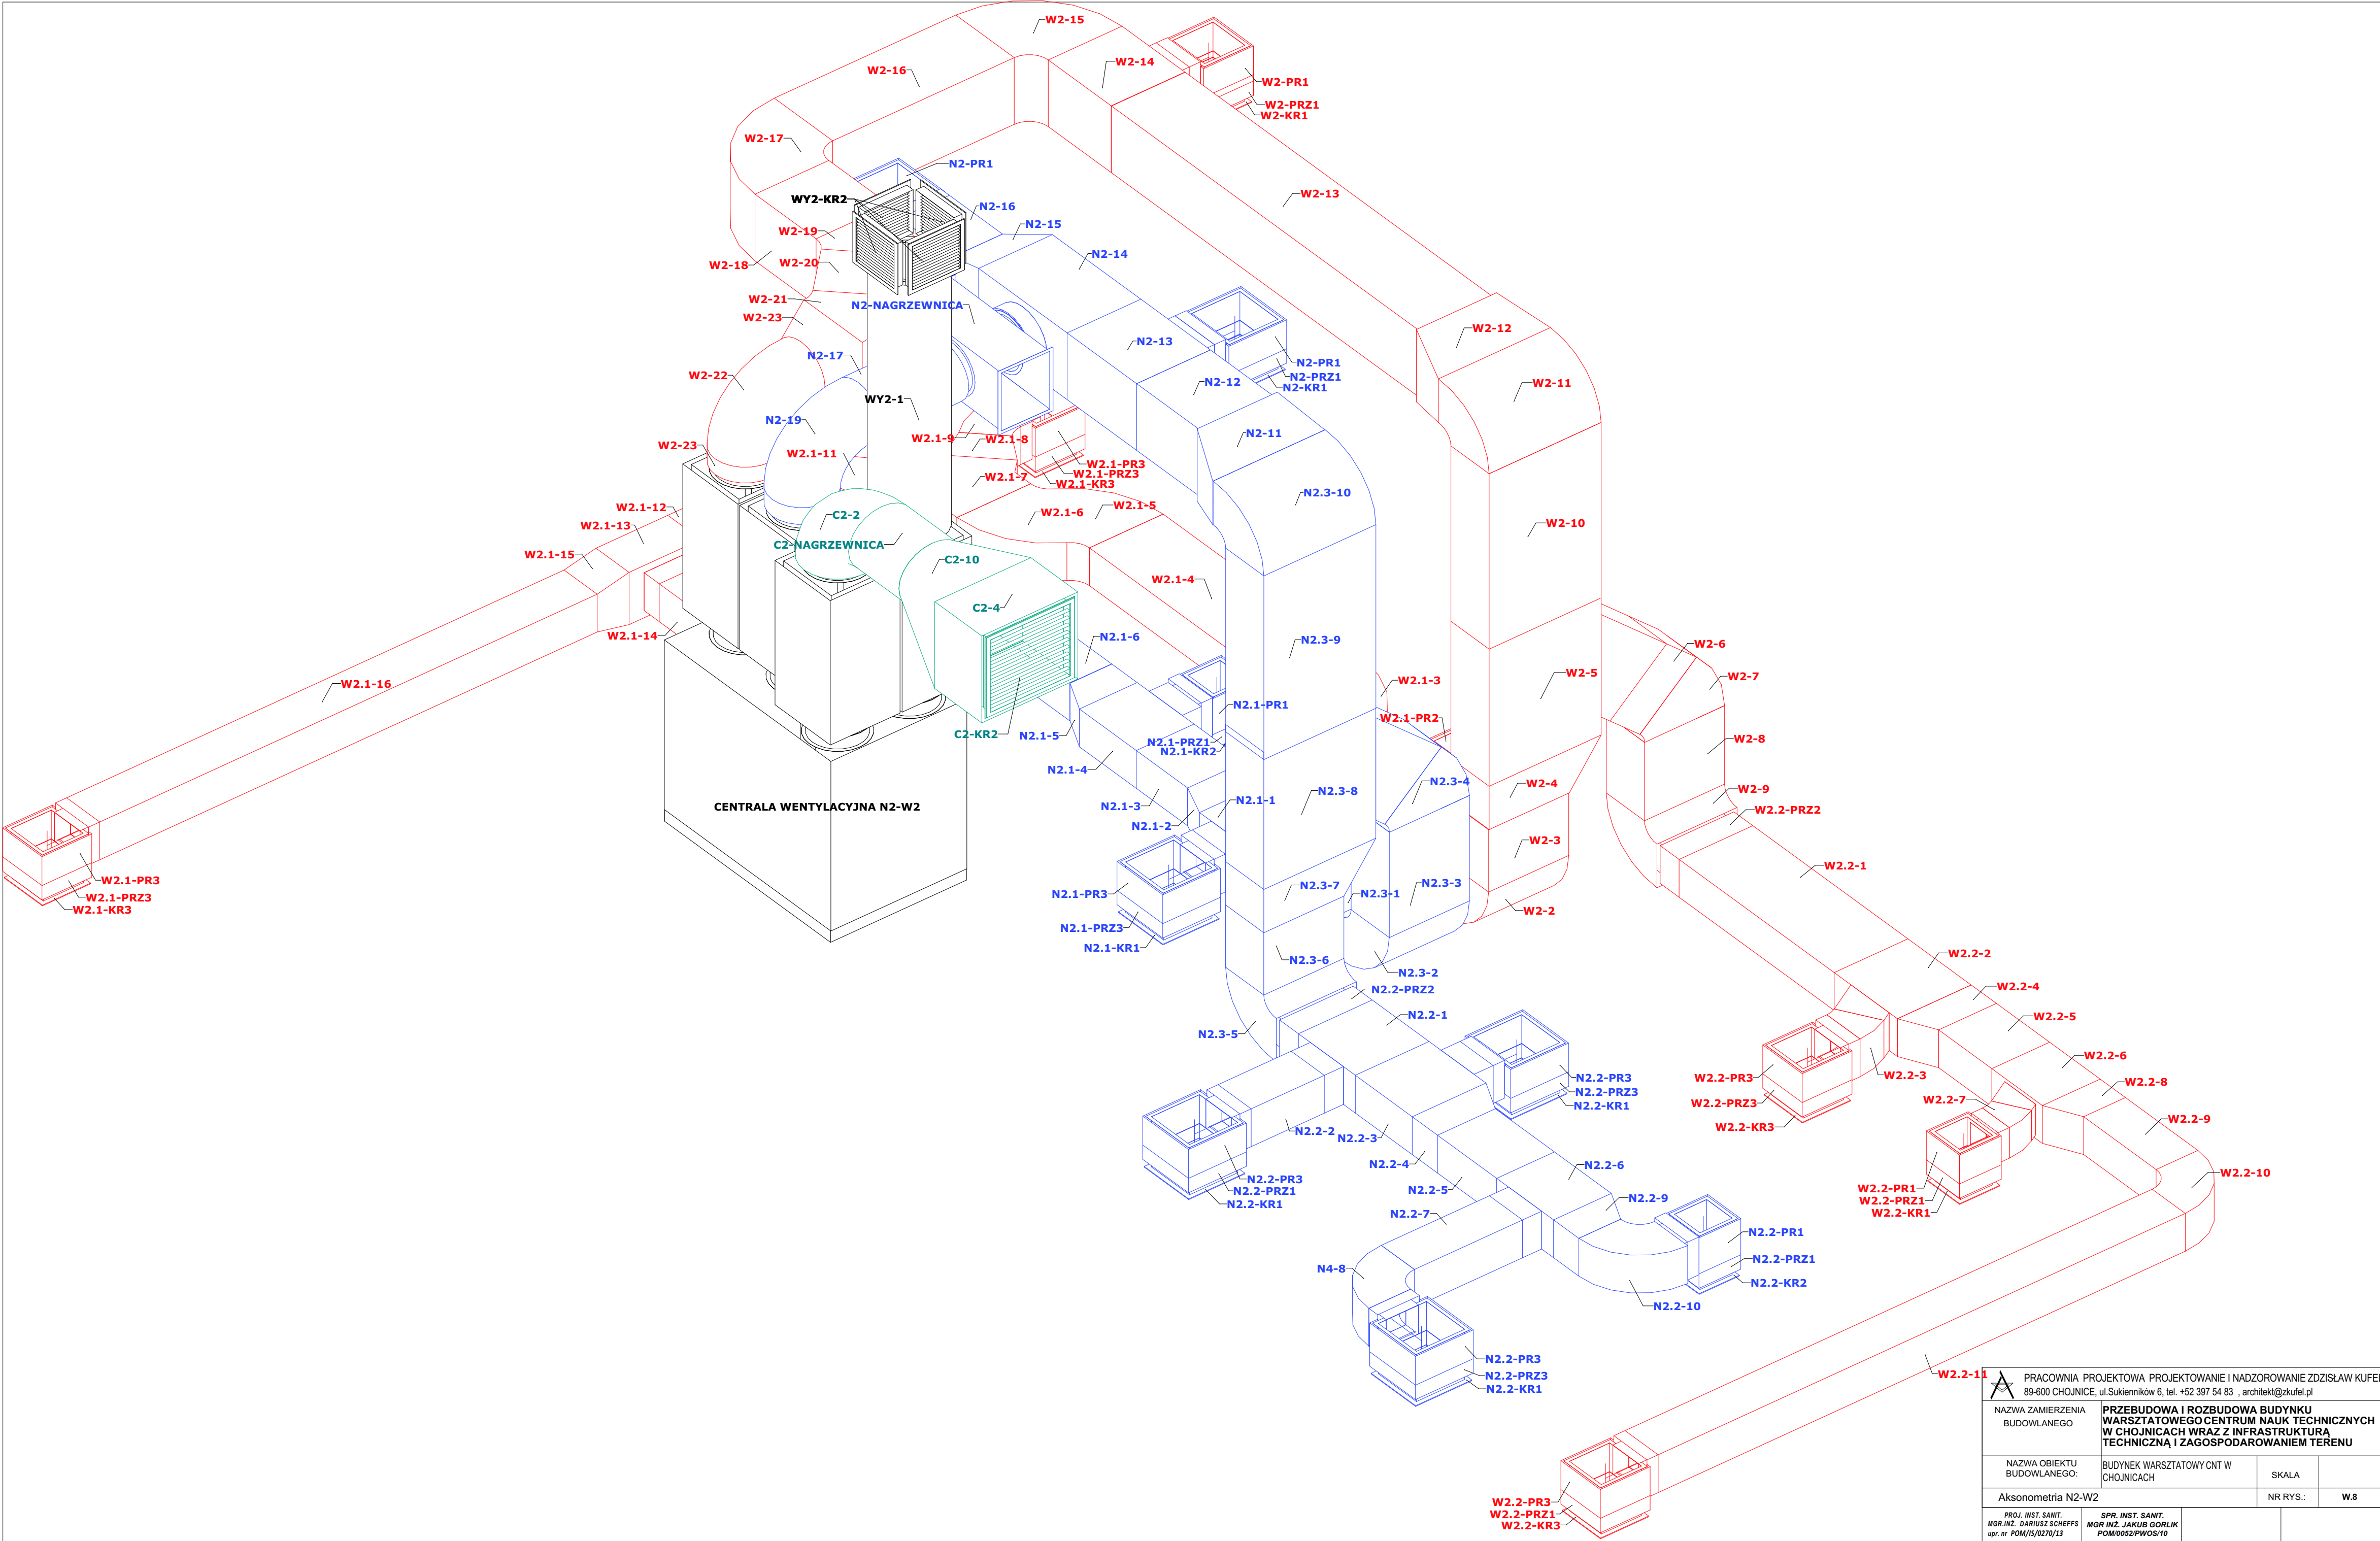 W2-15
W2-14
W2-16
W2-PR1
W2-PRZ1
W2-KR1
W2-17
N2-PR1
W2-13
WY2-KR2
N2-16
N2-15
W2-19
N2-14
W2-20
W2-18
W2-21
N2-NAGRZEWNICA
W2-23
W2-12
N2-13
N2-17
N2-PR1
N2-PRZ1
N2-KR1
W2-22
N2-12
W2-11
WY2-1
N2-19
N2-11
W2.1-9
W2.1-8
W2-23
W2.1-11
W2.1-PR3
W2.1-PRZ3
W2.1-KR3
W2.1-7
N2.3-10
W2.1-12
W2.1-5
W2.1-6
C2-2
W2.1-13
W2-10
C2-NAGRZEWNICA
W2.1-15
C2-10
W2.1-4
C2-4
W2.1-14
N2.1-6
N2.3-9
W2-6
W2-5
W2-7
W2.1-3
W2.1-16
N2.1-PR1
W2.1-PR2
C2-KR2
N2.1-5
W2-8
N2.1-PRZ1
N2.1-KR2
N2.1-4
N2.3-4
W2-4
W2-9
N2.3-8
N2.1-1
CENTRALA WENTYLACYJNA N2-W2
N2.1-3
W2.2-PRZ2
N2.1-2
W2-3
W2.2-1
W2.1-PR3
W2.1-PRZ3
W2.1-KR3
N2.1-PR3
N2.3-7
N2.3-1
N2.3-3
W2-2
N2.1-PRZ3
N2.1-KR1
N2.3-6
N2.3-2
W2.2-2
W2.2-4
N2.2-PRZ2
N2.2-1
W2.2-5
N2.3-5
W2.2-6
N2.2-PR3
N2.2-PRZ3
N2.2-KR1
W2.2-PR3
W2.2-3
W2.2-8
W2.2-PRZ3
W2.2-7
W2.2-KR3
W2.2-9
N2.2-2
N2.2-3
N2.2-4
N2.2-6
W2.2-10
N2.2-PR3
N2.2-PRZ1
N2.2-KR1
N2.2-5
W2.2-PR1
W2.2-PRZ1
W2.2-KR1
N2.2-9
N2.2-7
N2.2-PR1
N2.2-PRZ1
N2.2-KR2
N4-8
N2.2-10
N2.2-PR3
N2.2-PRZ3
N2.2-KR1
W2.2-11
W2.2-PR3
W2.2-PRZ1
W2.2-KR3
PRACOWNIA PROJEKTOWA PROJEKTOWANIE I NADZOROWANIE ZDZISŁAW KUFEL
89-600 CHOJNICE, ul.Sukienników 6, tel. +52 397 54 83 , architekt@zkufel.pl
NAZWA ZAMIERZENIA
BUDOWLANEGO
PRZEBUDOWA I ROZBUDOWA BUDYNKU
WARSZTATOWEGO CENTRUM NAUK TECHNICZNYCH
W CHOJNICACH WRAZ Z INFRASTRUKTURĄ
TECHNICZNĄ I ZAGOSPODAROWANIEM TERENU
NAZWA OBIEKTU
BUDOWLANEGO:
BUDYNEK WARSZTATOWY CNT W
CHOJNICACH
SKALA
Aksonometria N2-W2
NR RYS.:
W.8
PROJ. INST. SANIT.
MGR.INŻ. DARIUSZ SCHEFFS
upr. nr POM/IS/0270/13
SPR. INST. SANIT.
MGR INŻ. JAKUB GORLIK
POM/0052/PWOS/10